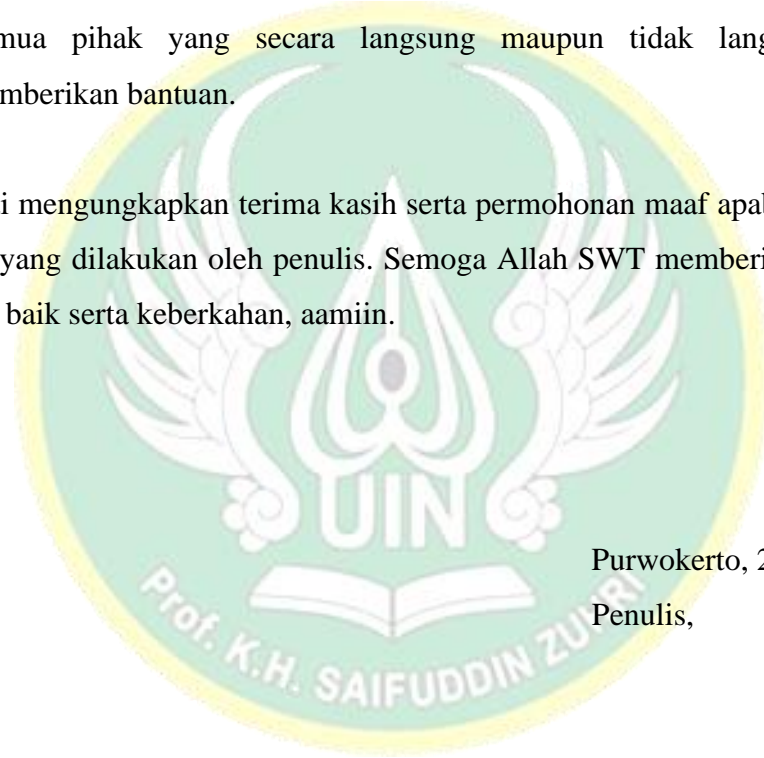 mua pihak yang secara langsung maupun tidak lang
mberikan bantuan.
i mengungkapkan terima kasih serta permohonan maaf apab
yang dilakukan oleh penulis. Semoga Allah SWT memberi
baik serta keberkahan, aamiin.
UIN
Purwokerto, 2
Penulis,
Prof. K.H. SAIFUDDIN ZUHRI